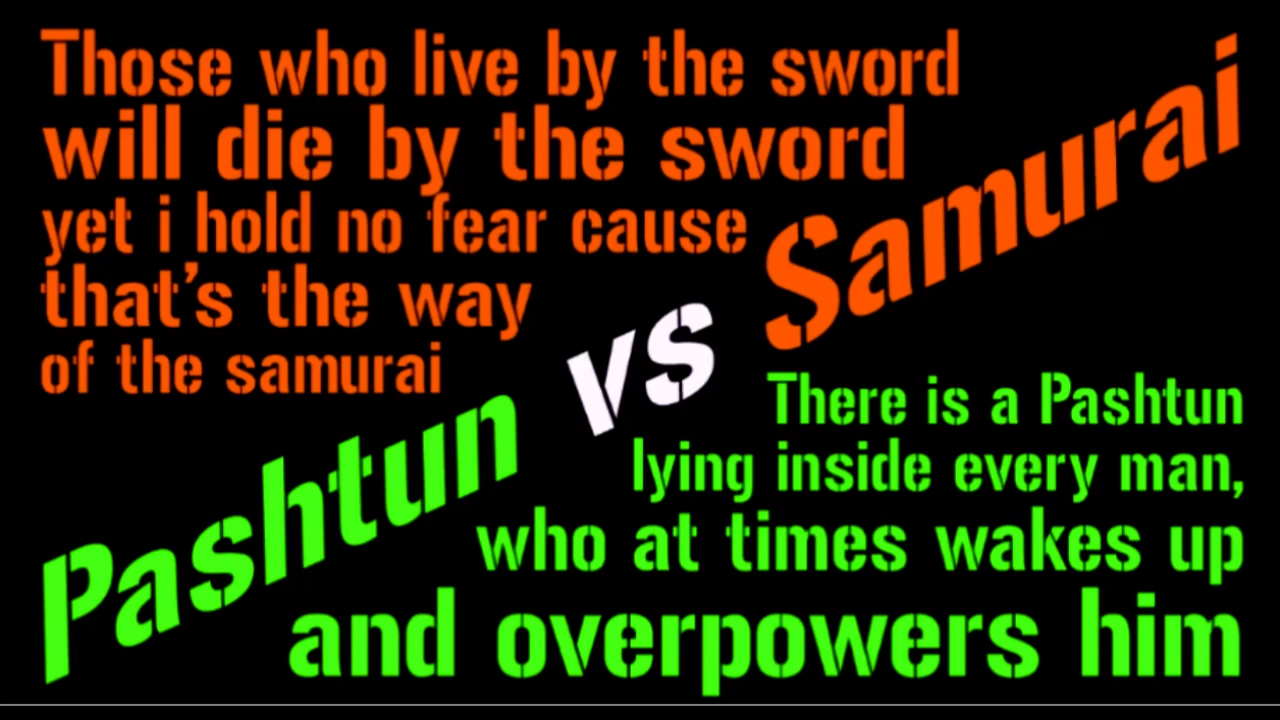 Those who live by the sword
will die by the sword
yet i hold no fear cause
that's the way
of the samurai
Samurai
vs
Pashtun
There is a Pashtun
lying inside every man,
who at times wakes up
and overpowers him